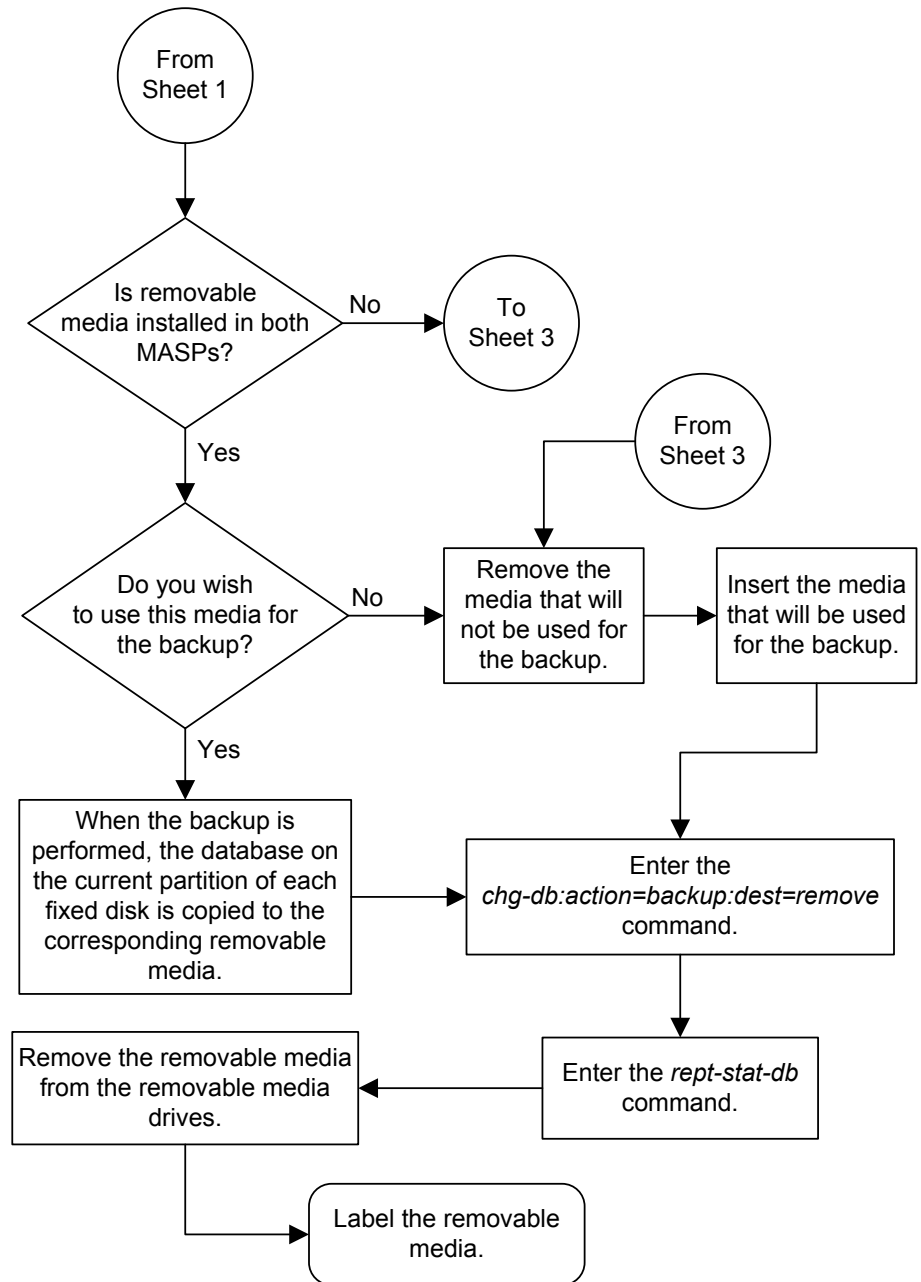 From
Sheet 1
Is removable
media installed in both
MASPs?
No
To
Sheet 3
Yes
From
Sheet 3
Do you wish
to use this media for
the backup?
No
Remove the
media that will
not be used for
the backup.
Insert the media
that will be used
for the backup.
Yes
When the backup is
performed, the database on
the current partition of each
fixed disk is copied to the
corresponding removable
media.
Enter the
chg-db:action=backup:dest=remove
command.
Enter the rept-stat-db
command.
Remove the removable media
from the removable media
drives.
Label the removable
media.